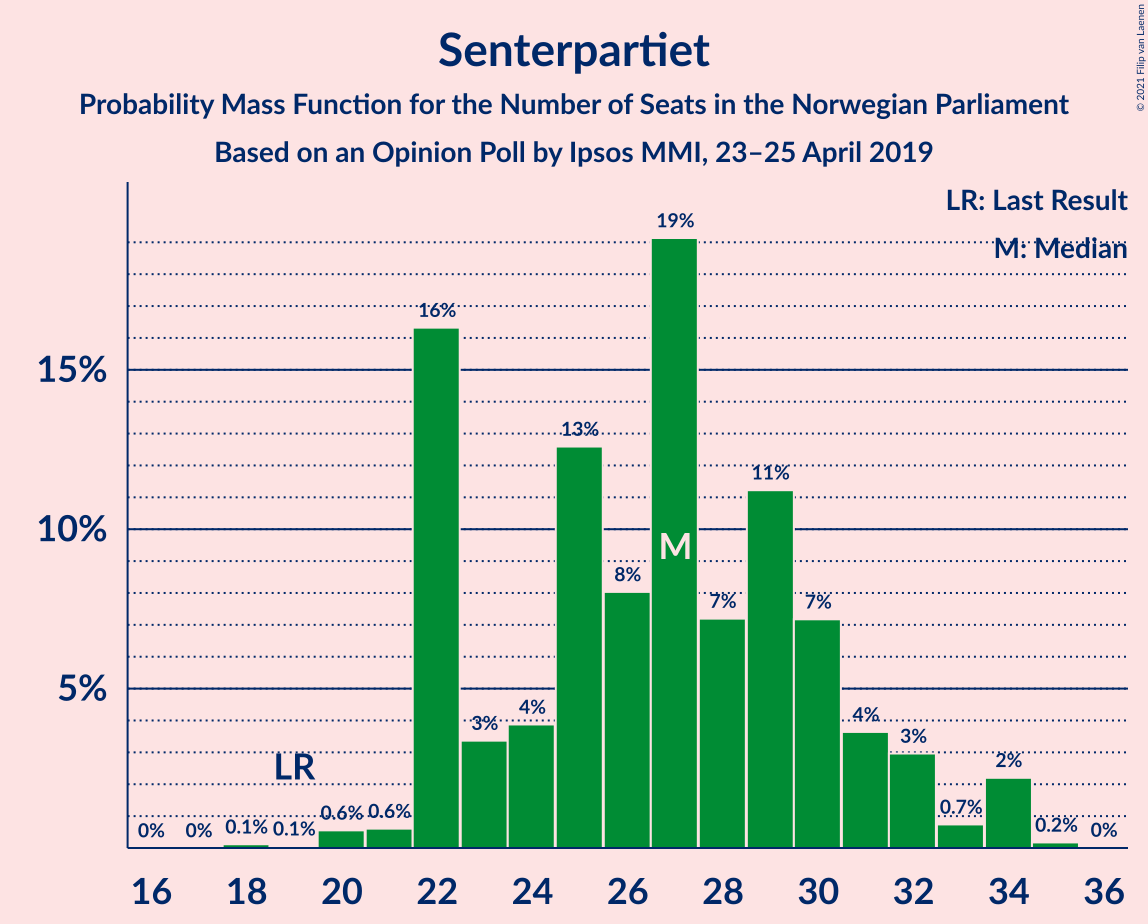 Senterpartiet
Probability Mass Function for the Number of Seats in the Norwegian Parliament
Based on an Opinion Poll by Ipsos MMI, 23–25 April 2019
© 2021 Filip van Laenen
LR: Last Result
M: Median
15%
10%
5%
0%
0%
0.1%
0.1%
0.6%
0.6%
16%
3%
4%
13%
8%
19%
7%
11%
7%
4%
3%
0.7%
2%
0.2%
0%
LR
M
16 18 20 22 24 26 28 30 32 34 36